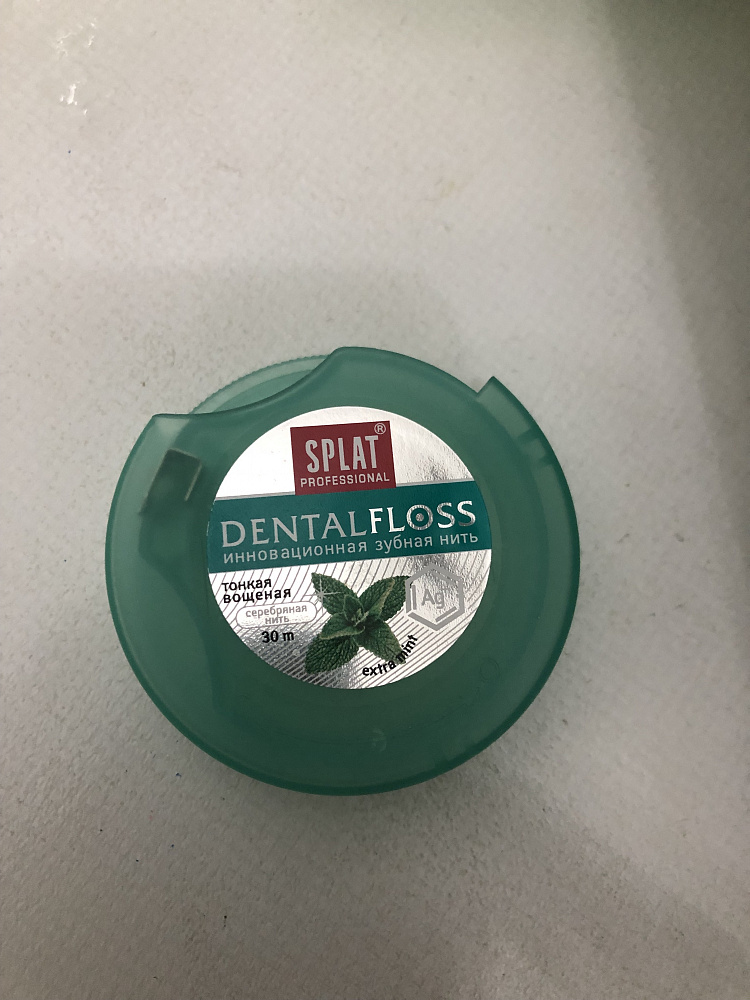 SPLAT®
PROFESSIONAL
DENTALFLOSS
инновационная зубная нить
тонкая
вощеная
серебряная
нить
30 m
Ag
extra mint